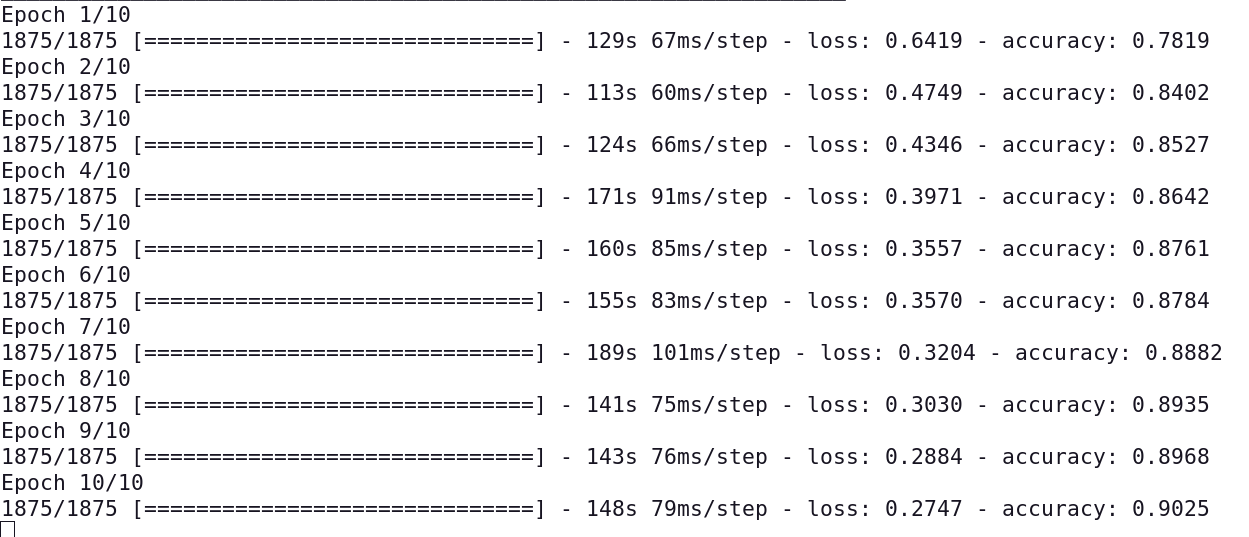 Epoch 1/10
1875/1875 [==============================] - 129s 67ms/step - loss: 0.6419 - accuracy: 0.7819
Epoch 2/10
1875/1875 [==============================] - 113s 60ms/step - loss: 0.4749 - accuracy: 0.8402
Epoch 3/10
1875/1875 [==============================] - 124s 66ms/step - loss: 0.4346 - accuracy: 0.8527
Epoch 4/10
1875/1875 [==============================] - 171s 91ms/step - loss: 0.3971 - accuracy: 0.8642
Epoch 5/10
1875/1875 [==============================] - 160s 85ms/step - loss: 0.3557 - accuracy: 0.8761
Epoch 6/10
1875/1875 [==============================] - 155s 83ms/step - loss: 0.3570 - accuracy: 0.8784
Epoch 7/10
1875/1875 [==============================] - 189s 101ms/step - loss: 0.3204 - accuracy: 0.8882
Epoch 8/10
1875/1875 [==============================] - 141s 75ms/step - loss: 0.3030 - accuracy: 0.8935
Epoch 9/10
1875/1875 [==============================] - 143s 76ms/step - loss: 0.2884 - accuracy: 0.8968
Epoch 10/10
1875/1875 [==============================] - 148s 79ms/step - loss: 0.2747 - accuracy: 0.9025